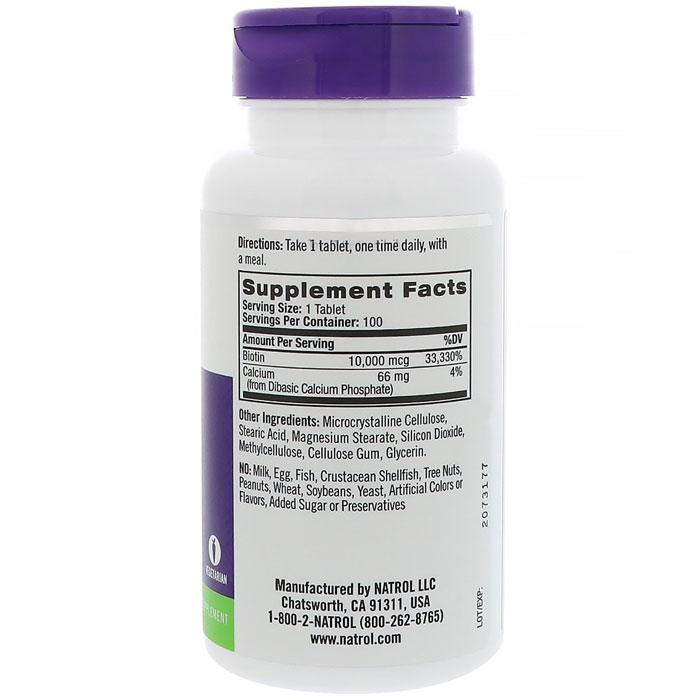 Directions: Take 1 tablet, one time daily, with
a meal.
Supplement Facts
Serving Size: 1 Tablet
Servings Per Container: 100
Amount Per Serving %DV
Biotin 10,000 mcg 33,330%
Calcium 66 mg 4%
(from Dibasic Calcium Phosphate)
Other Ingredients: Microcrystalline Cellulose,
Stearic Acid, Magnesium Stearate, Silicon Dioxide,
Methylcellulose, Cellulose Gum, Glycerin.
NO: Milk, Egg, Fish, Crustacean Shellfish, Tree Nuts,
Peanuts, Wheat, Soybeans, Yeast, Artificial Colors or
Flavors, Added Sugar or Preservatives
2073177
VEGETARIAN
Manufactured by NATROL LLC
Chatsworth, CA 91311, USA
1-800-2-NATROL (800-262-8765)
www.natrol.com
LOT/EXP: